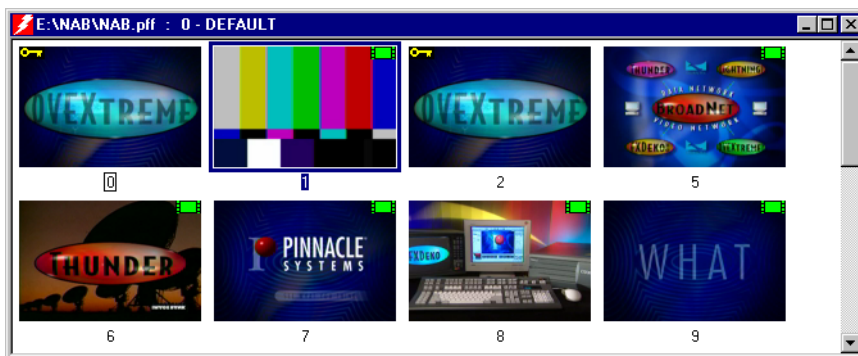 E:\NAB\NAB.pff : 0 - DEFAULT
OVEXTREME
OVEXTREME
THUNDER
LIGHTNING
DATA NETWORK
BROADNET
VIDEO NETWORK
FXDEKO
0
1
2
5
THUNDER
PINNACLE
SYSTEMS
FXDEKO
WHAT
6
7
8
9